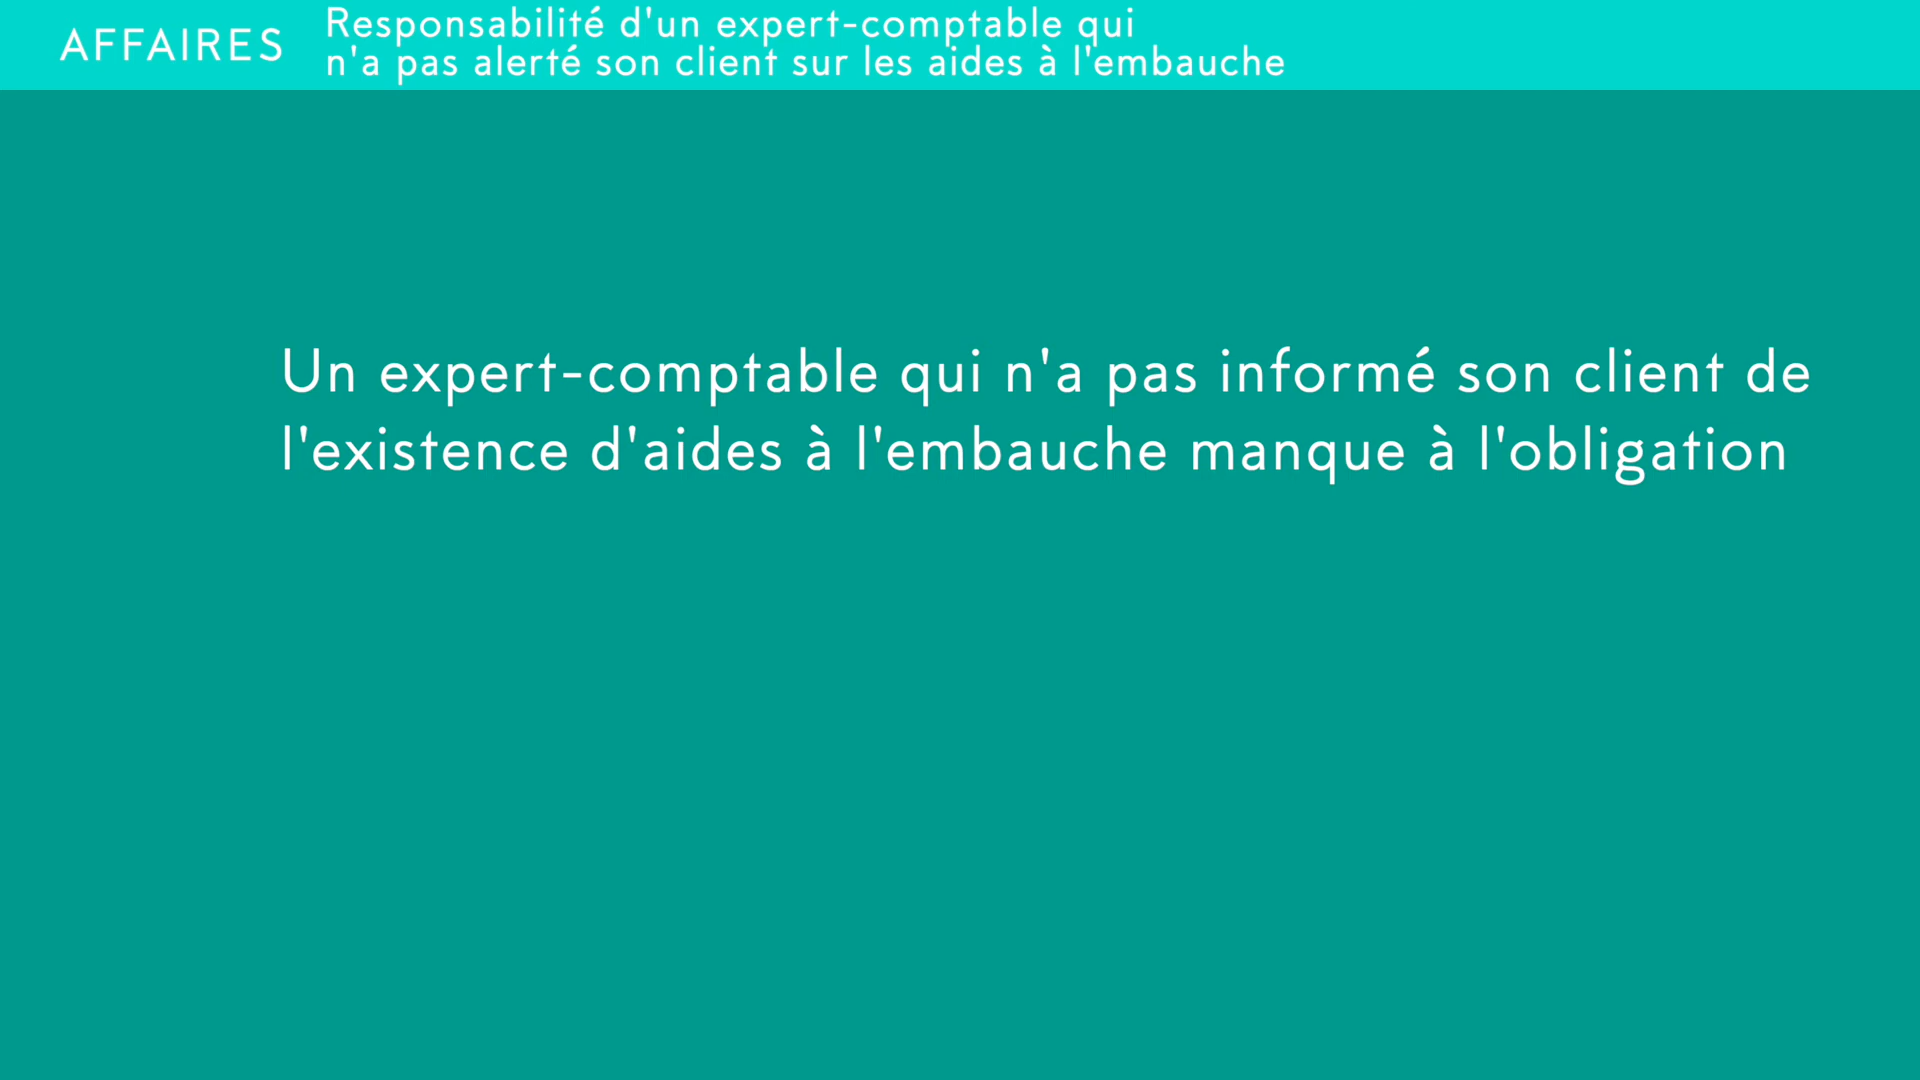 AFFAIRES
Responsabilité d'un expert-comptable qui
n'a pas alerté son client sur les aides à l'embauche
Un expert-comptable qui n'a pas informé son client de
l'existence d'aides à l'embauche manque à l'obligation